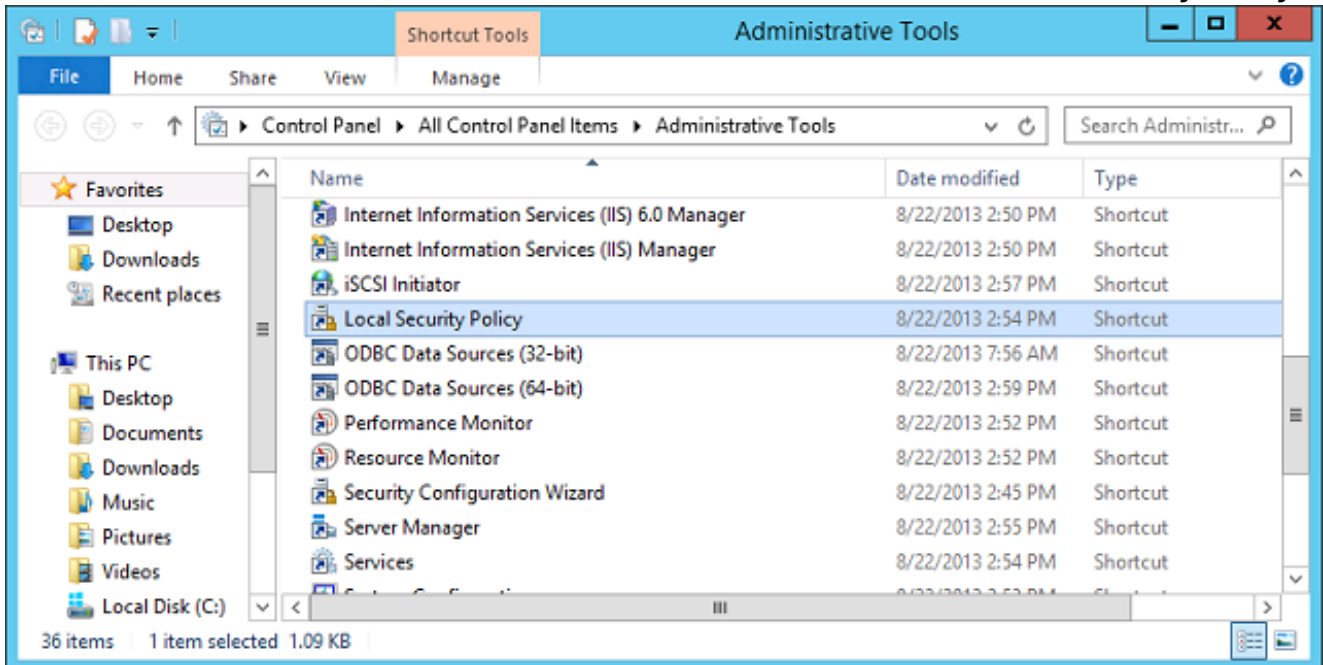 Shortcut Tools
Administrative Tools
File Home Share View Manage
Control Panel All Control Panel Items Administrative Tools
Search Administr...
Name Date modified Type
Favorites
Desktop
Downloads
Recent places
This PC
Desktop
Documents
Downloads
Music
Pictures
Videos
Local Disk (C:)
Internet Information Services (IIS) 6.0 Manager 8/22/2013 2:50 PM Shortcut
Internet Information Services (IIS) Manager 8/22/2013 2:50 PM Shortcut
iSCSI Initiator 8/22/2013 2:57 PM Shortcut
Local Security Policy 8/22/2013 2:54 PM Shortcut
ODBC Data Sources (32-bit) 8/22/2013 7:56 AM Shortcut
ODBC Data Sources (64-bit) 8/22/2013 2:59 PM Shortcut
Performance Monitor 8/22/2013 2:52 PM Shortcut
Resource Monitor 8/22/2013 2:52 PM Shortcut
Security Configuration Wizard 8/22/2013 2:45 PM Shortcut
Server Manager 8/22/2013 2:55 PM Shortcut
Services 8/22/2013 2:54 PM Shortcut
36 items 1 item selected 1.09 KB